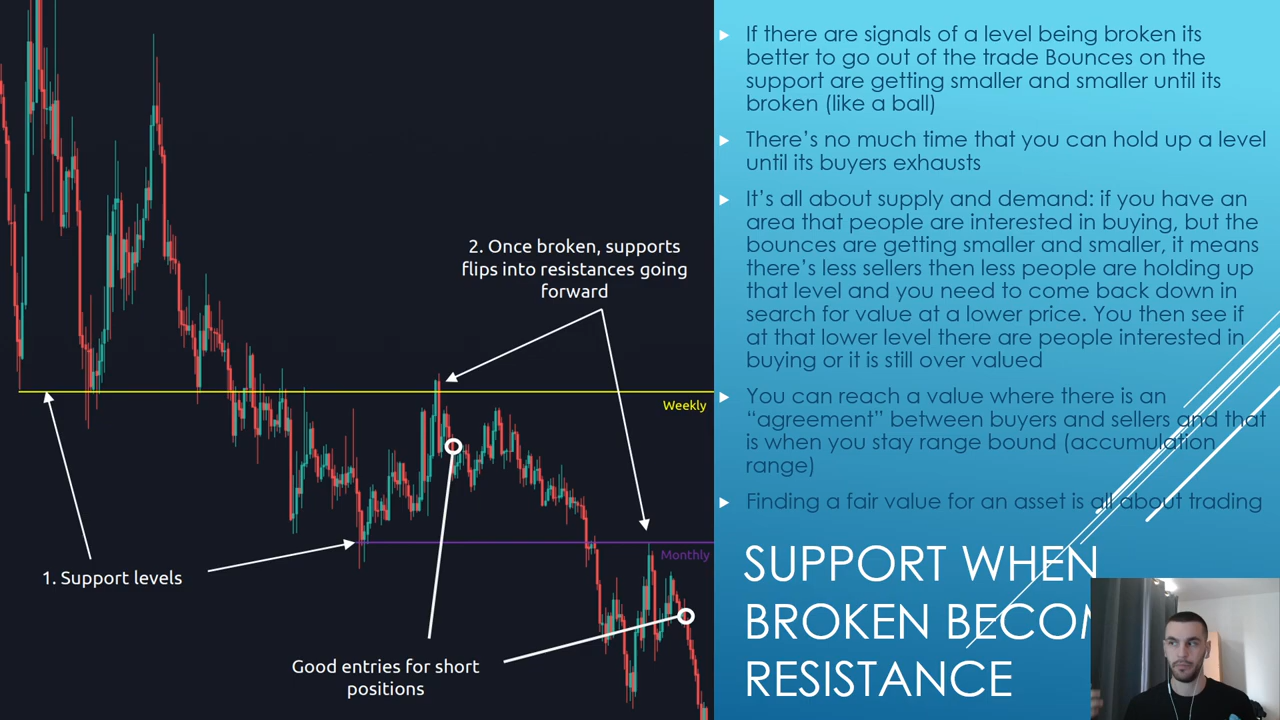 2. Once broken, supports
flips into resistances going
forward
Weekly
1. Support levels
Monthly
Good entries for short
positions
If there are signals of a level being broken its
better to go out of the trade Bounces on the
support are getting smaller and smaller until its
broken (like a ball)
There's no much time that you can hold up a level
until its buyers exhausts
It's all about supply and demand: if you have an
area that people are interested in buying, but the
bounces are getting smaller and smaller, it means
there's less sellers then less people are holding up
that level and you need to come back down in
search for value at a lower price. You then see if
at that lower level there are people interested in
buying or it is still over valued
You can reach a value where there is an
“agreement” between buyers and sellers and that
is when you stay range bound (accumulation
range)
Finding a fair value for an asset is all about trading
SUPPORT WHEN
BROKEN BECOM
RESISTANCE